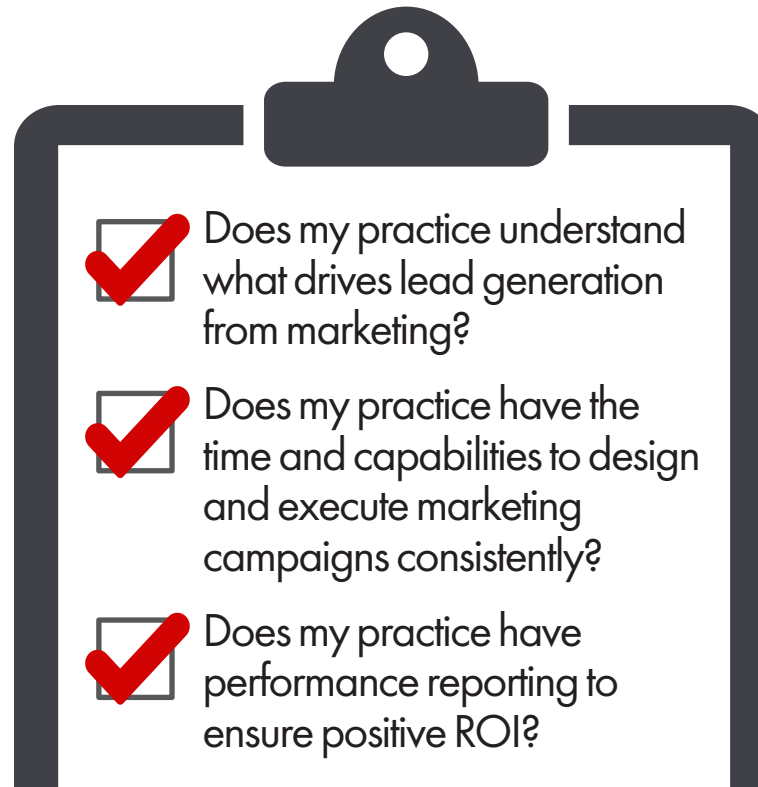 Does my practice understand
what drives lead generation
from marketing?
Does my practice have the
time and capabilities to design
and execute marketing
campaigns consistently?
Does my practice have
performance reporting to
ensure positive ROI?